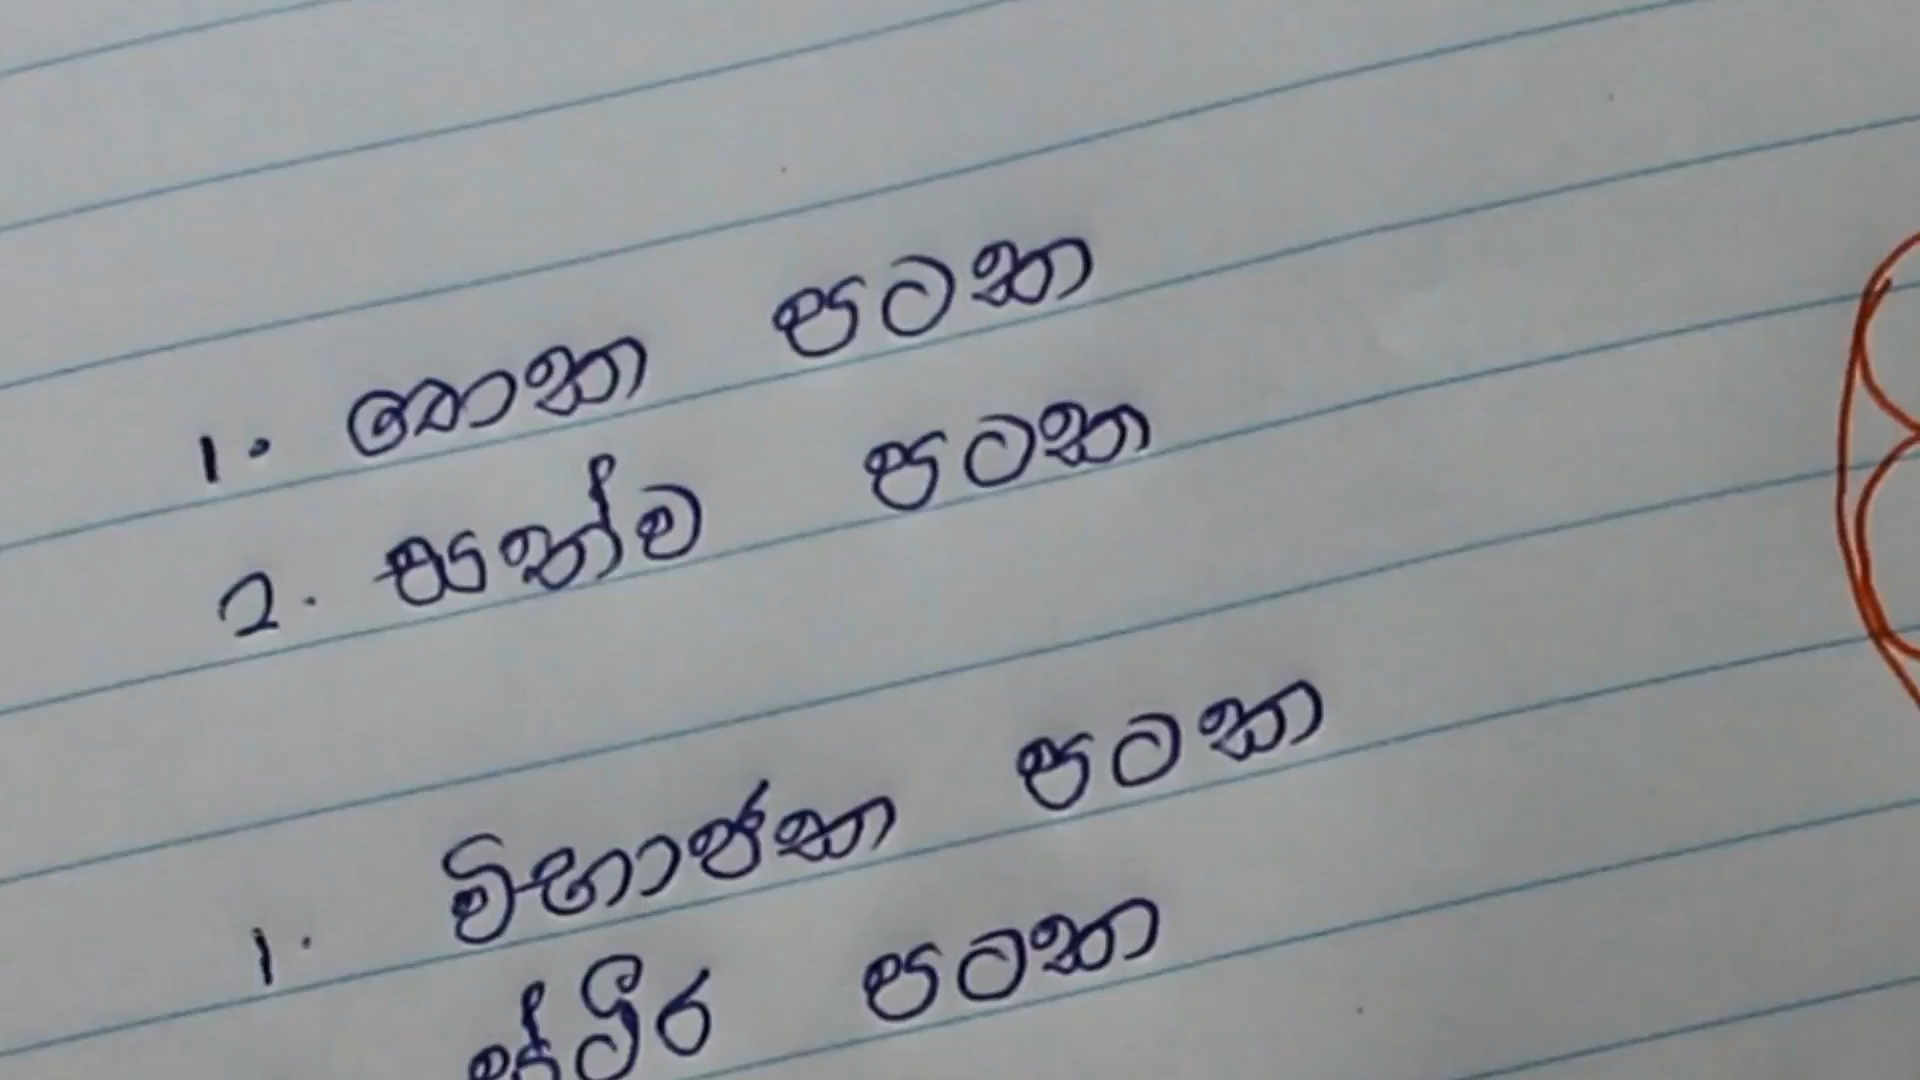 1. ශාක පටක
2. සත්ව පටක
1. විභාජක පටක
ස්ථීර පටක